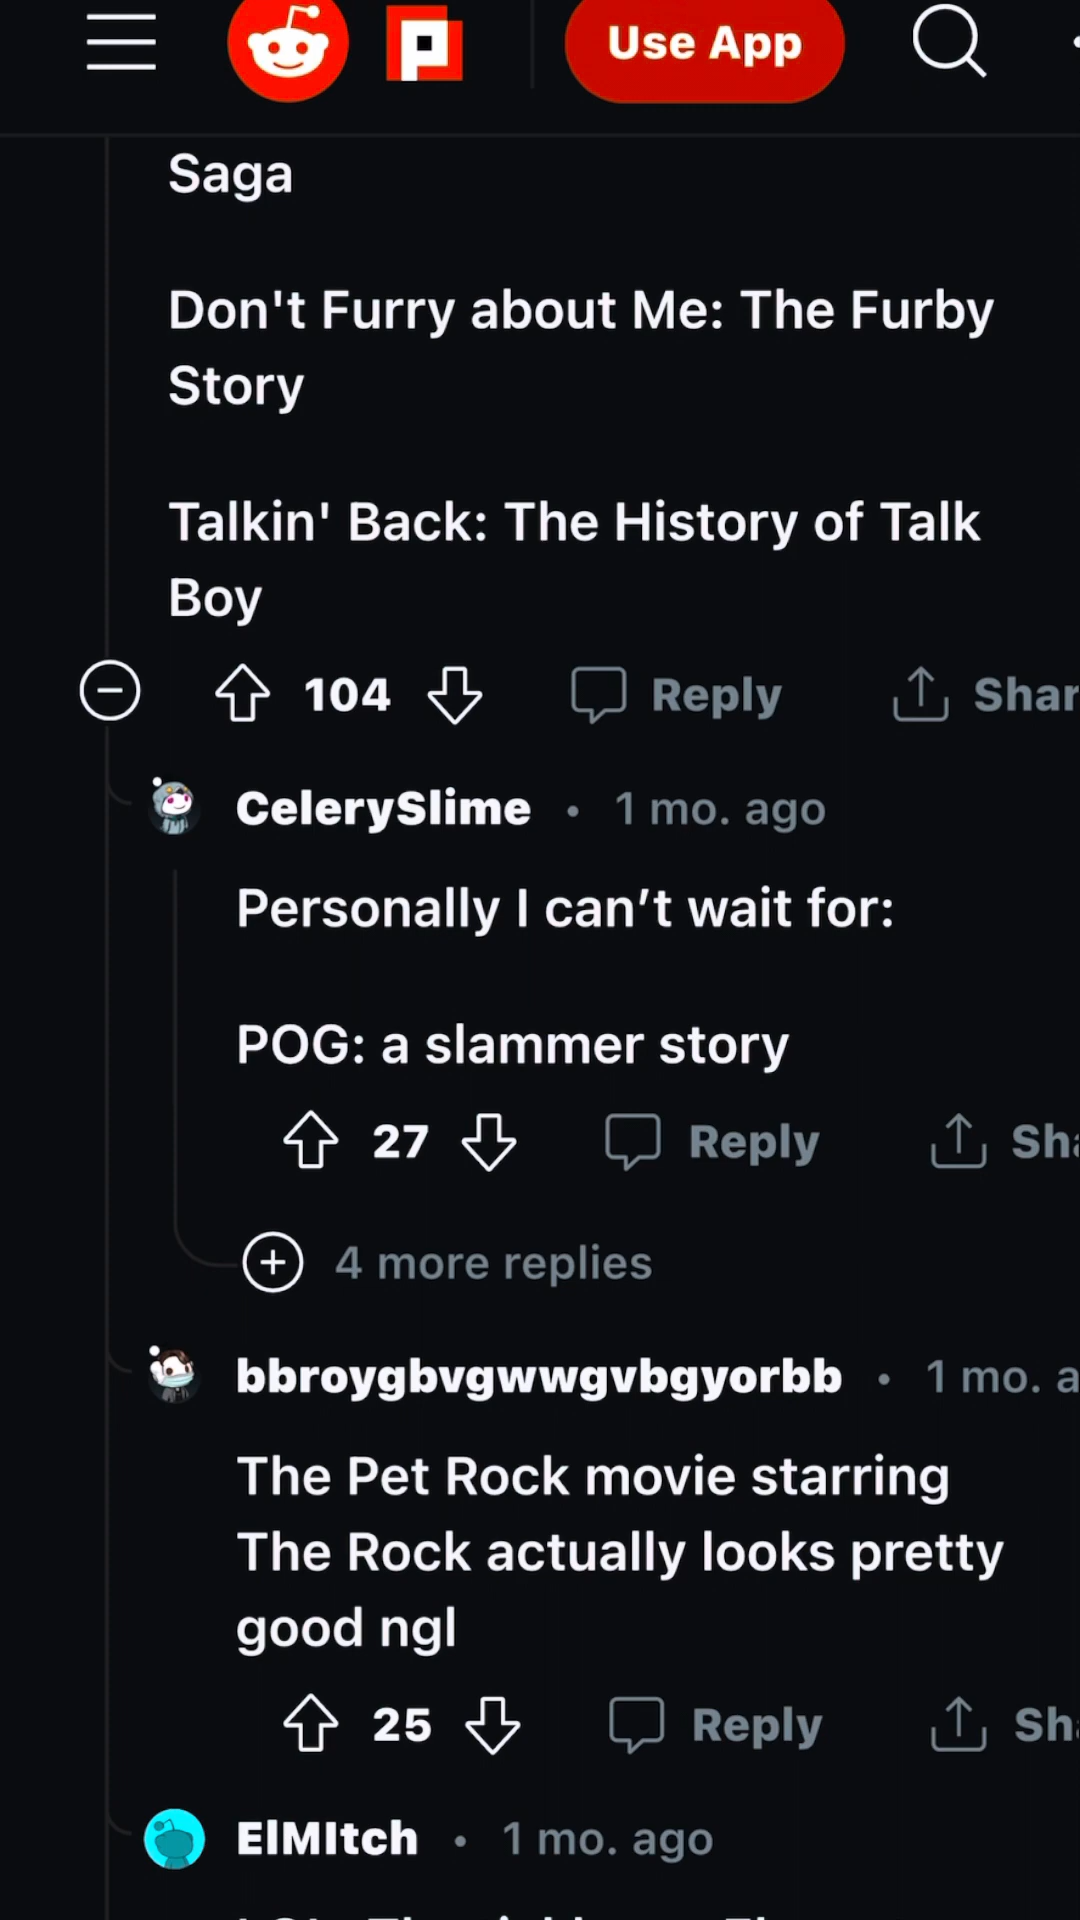 Use App
Saga
Don't Furry about Me: The Furby
Story
Talkin' Back: The History of Talk
Boy
104 Reply
CelerySlime • 1 mo. ago
Personally I can’t wait for:
POG: a slammer story
27 Reply
4 more replies
bbroygbvgwwgvbgyorbb • 1 mo. a
The Pet Rock movie starring
The Rock actually looks pretty
good ngl
25 Reply
ElMItch • 1 mo. ago